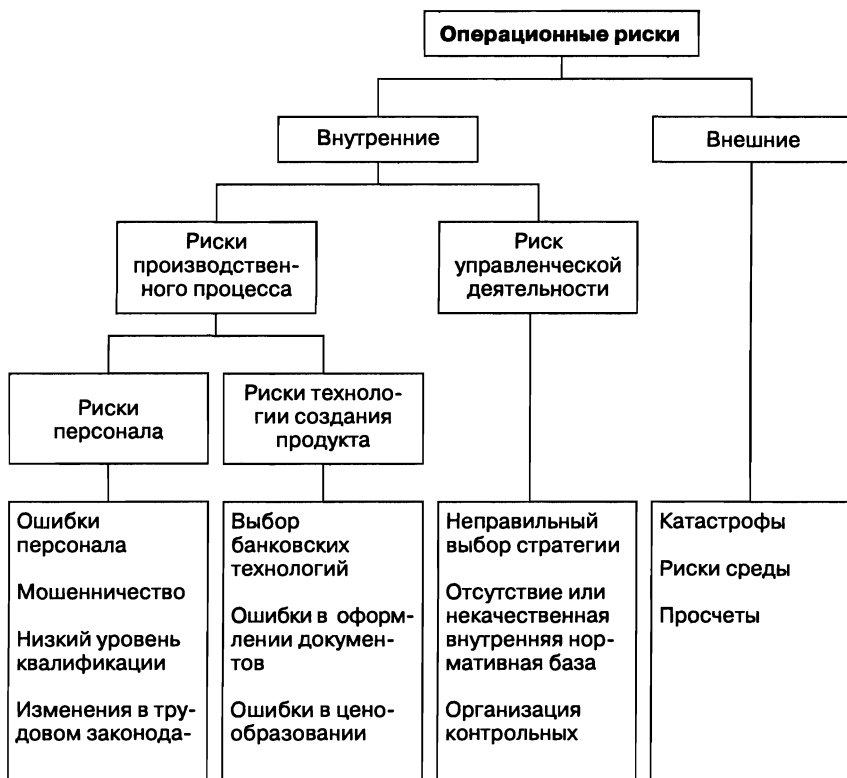 Операционные риски
Внутренние
Внешние
Риски
производствен-
ного процесса
Риск
управленческой
деятельности
Риски
персонала
Риски техноло-
гии создания
продукта
Ошибки
персонала
Мошенничество
Низкий уровень
квалификации
Изменения в тру-
довом законода-
Выбор
банковских
технологий
Ошибки в оформ-
лении докумен-
тов
Ошибки в цено-
образовании
Неправильный
выбор стратегии
Отсутствие или
некачественная
внутренняя нор-
мативная база
Организация
контрольных
Катастрофы
Риски среды
Просчеты